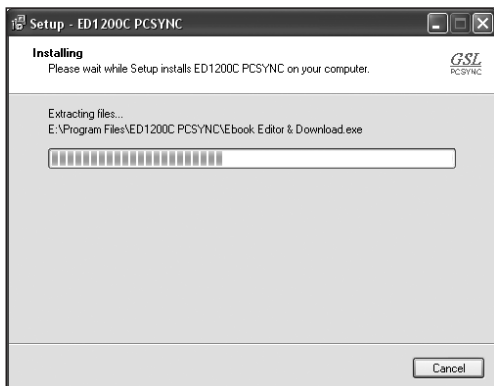 Setup - ED1200C PCSYNC
Installing
Please wait while Setup installs ED1200C PCSYNC on your computer.
GSL
PCSYNC
Extracting files...
E:\Program Files\ED1200C PCSYNC\Ebook Editor & Download.exe
Cancel